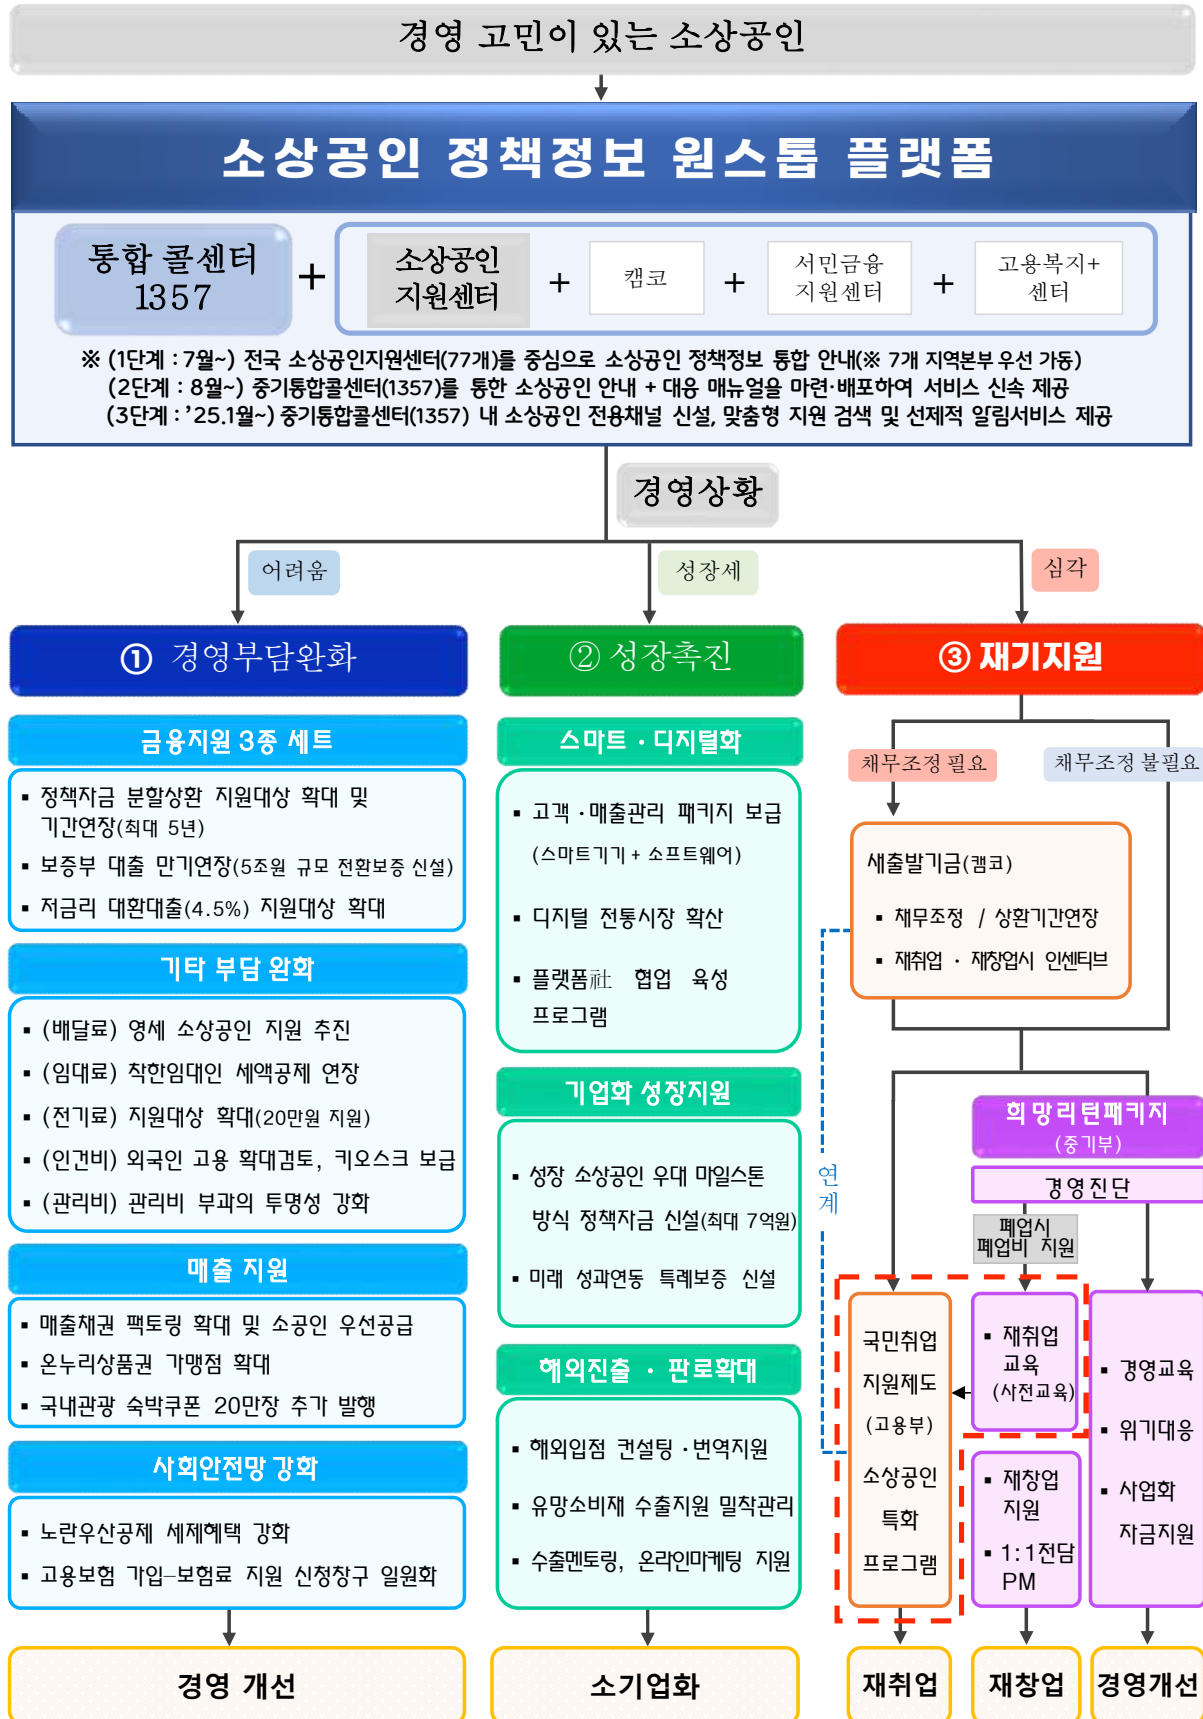 경영 고민이 있는 소상공인
소상공인 정책정보 원스톱 플랫폼
통합 콜센터
1357
+
소상공인
지원센터
+
캠코
+
서민금융
지원센터
+
고용복지+
센터
※ (1단계 : 7월~) 전국 소상공인지원센터(77개)를 중심으로 소상공인 정책정보 통합 안내(※ 7개 지역본부 우선 가동)
(2단계 : 8월~) 중기통합콜센터(1357)를 통한 소상공인 안내 + 대응 매뉴얼을 마련·배포하여 서비스 신속 제공
(3단계 : ’25.1월~) 중기통합콜센터(1357) 내 소상공인 전용채널 신설, 맞춤형 지원 검색 및 선제적 알림서비스 제공
경영상황
어려움
성장세
심각
① 경영부담완화
금융지원 3종 세트
▪ 정책자금 분할상환 지원대상 확대 및
기간연장(최대 5년)
▪ 보증부 대출 만기연장(5조원 규모 전환보증 신설)
▪ 저금리 대환대출(4.5%) 지원대상 확대
기타 부담 완화
▪ (배달료) 영세 소상공인 지원 추진
▪ (임대료) 착한임대인 세액공제 연장
▪ (전기료) 지원대상 확대(20만원 지원)
▪ (인건비) 외국인 고용 확대검토, 키오스크 보급
▪ (관리비) 관리비 부과의 투명성 강화
매출 지원
▪ 매출채권 팩토링 확대 및 소공인 우선공급
▪ 온누리상품권 가맹점 확대
▪ 국내관광 숙박쿠폰 20만장 추가 발행
사회안전망 강화
▪ 노란우산공제 세제혜택 강화
▪ 고용보험 가입–보험료 지원 신청창구 일원화
경영 개선
② 성장촉진
스마트 · 디지털화
▪ 고객 · 매출관리 패키지 보급
(스마트기기 + 소프트웨어)
▪ 디지털 전통시장 확산
▪ 플랫폼社 협업 육성
프로그램
기업화 성장지원
▪ 성장 소상공인 우대 마일스톤
방식 정책자금 신설(최대 7억원)
▪ 미래 성과연동 특례보증 신설
해외진출 · 판로확대
▪ 해외입점 컨설팅 · 번역지원
▪ 유망소비재 수출지원 밀착관리
▪ 수출멘토링, 온라인마케팅 지원
소기업화
③ 재기지원
채무조정 필요
채무조정 불필요
새출발기금(캠코)
▪ 채무조정 / 상환기간연장
▪ 재취업 · 재창업시 인센티브
연
계
희망리턴패키지
(중기부)
경영진단
폐업시
폐업비 지원
국민취업
지원제도
(고용부)
소상공인
특화
프로그램
▪ 재취업
교육
(사전교육)
▪ 재창업
지원
▪ 1:1전담
PM
▪ 경영교육
▪ 위기대응
▪ 사업화
자금지원
재취업
재창업
경영개선